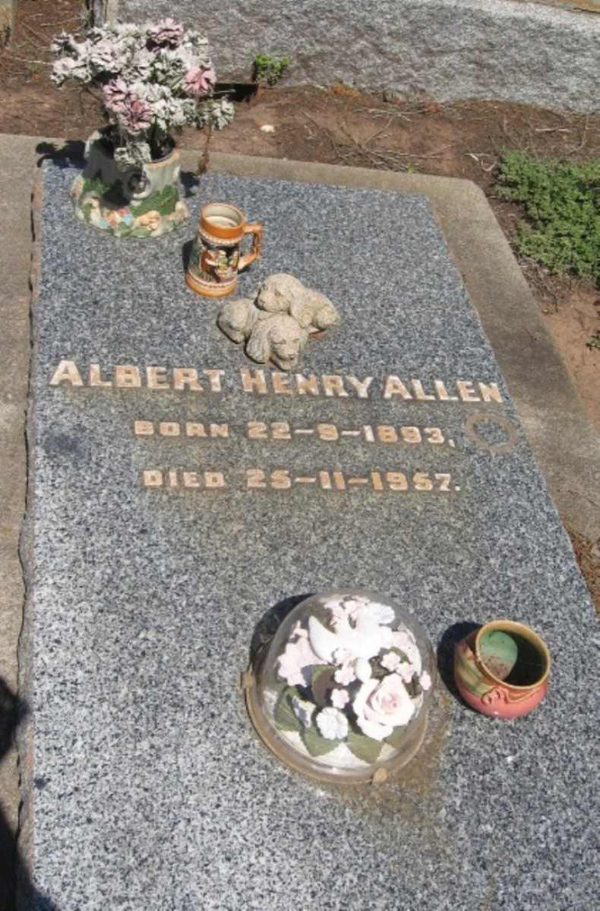 ALBERT HENRY ALLEN
BORN 22-9-1893,
DIED 25-11-1957.